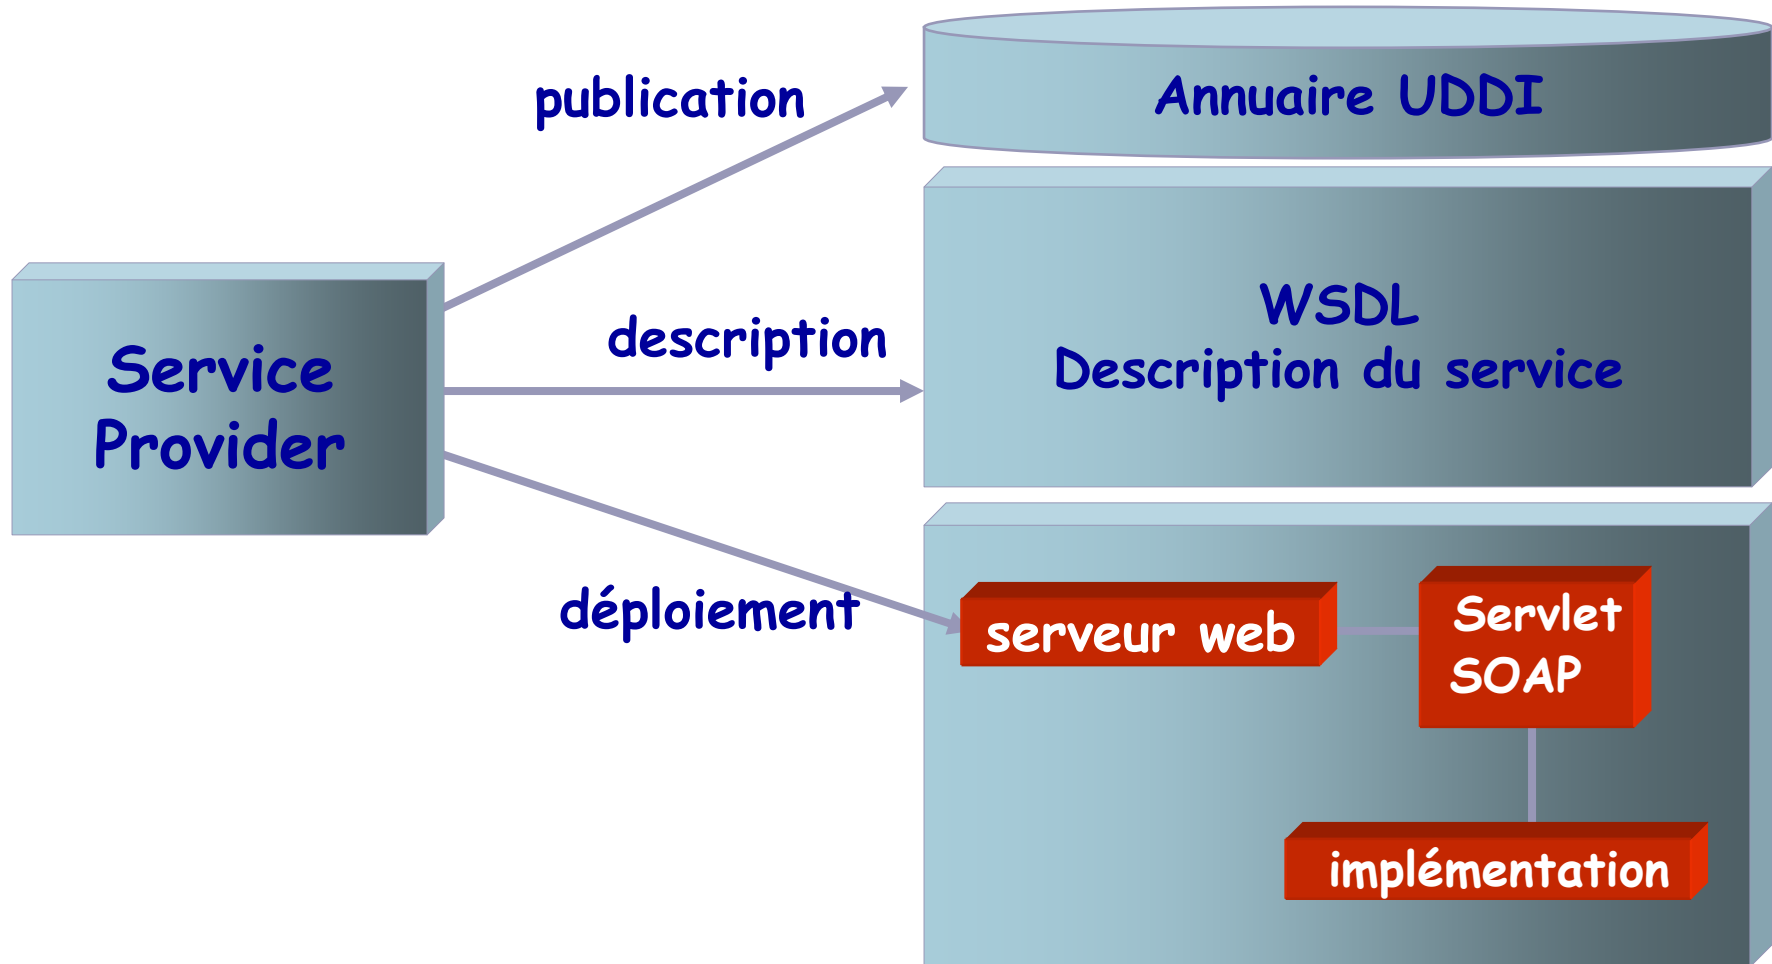 publication
Annuaire UDDI
Service
Provider
description
WSDL
Description du service
déploiement
serveur web
Servlet
SOAP
implémentation